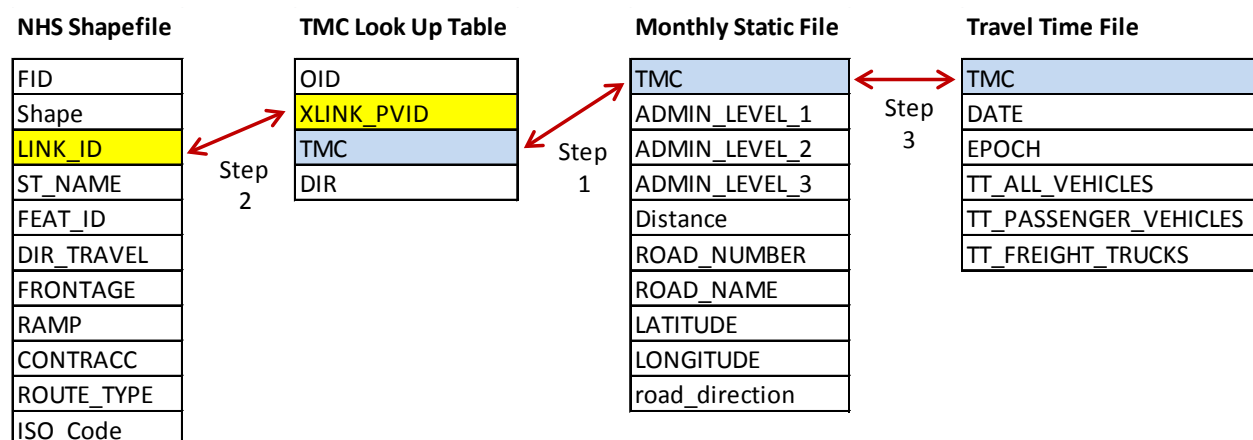 NHS Shapefile
FID
Shape
LINK_ID
ST_NAME
FEAT_ID
DIR_TRAVEL
FRONTAGE
RAMP
CONTRACC
ROUTE_TYPE
ISO_Code
Step
2
TMC Look Up Table
OID
XLINK_PVID
TMC
DIR
Step
1
Monthly Static File
TMC
ADMIN_LEVEL_1
ADMIN_LEVEL_2
ADMIN_LEVEL_3
Distance
ROAD_NUMBER
ROAD_NAME
LATITUDE
LONGITUDE
road_direction
Step
3
Travel Time File
TMC
DATE
EPOCH
TT_ALL_VEHICLES
TT_PASSENGER_VEHICLES
TT_FREIGHT_TRUCKS